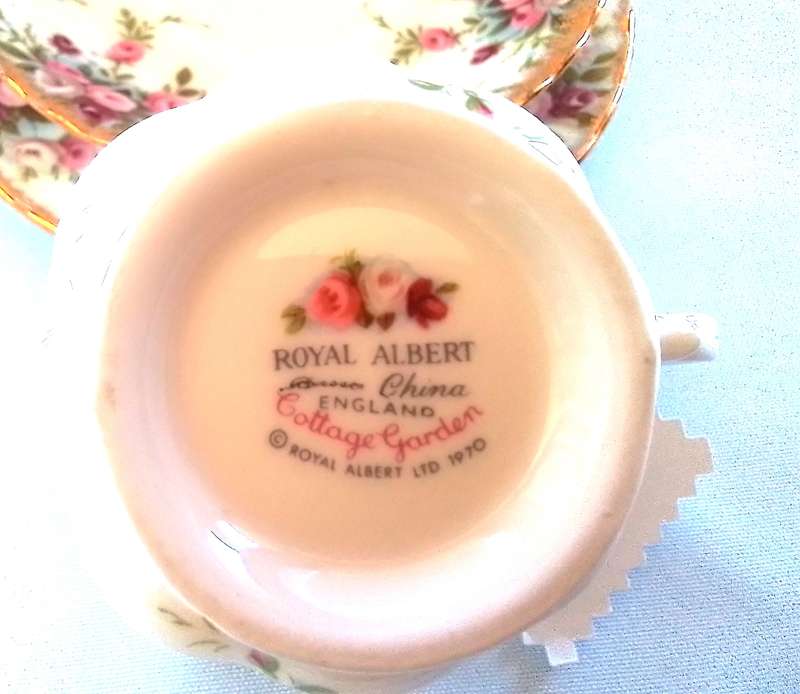 ROYAL ALBERT
China
ENGLAND
Cottage Garden
© ROYAL ALBERT LTD 1970